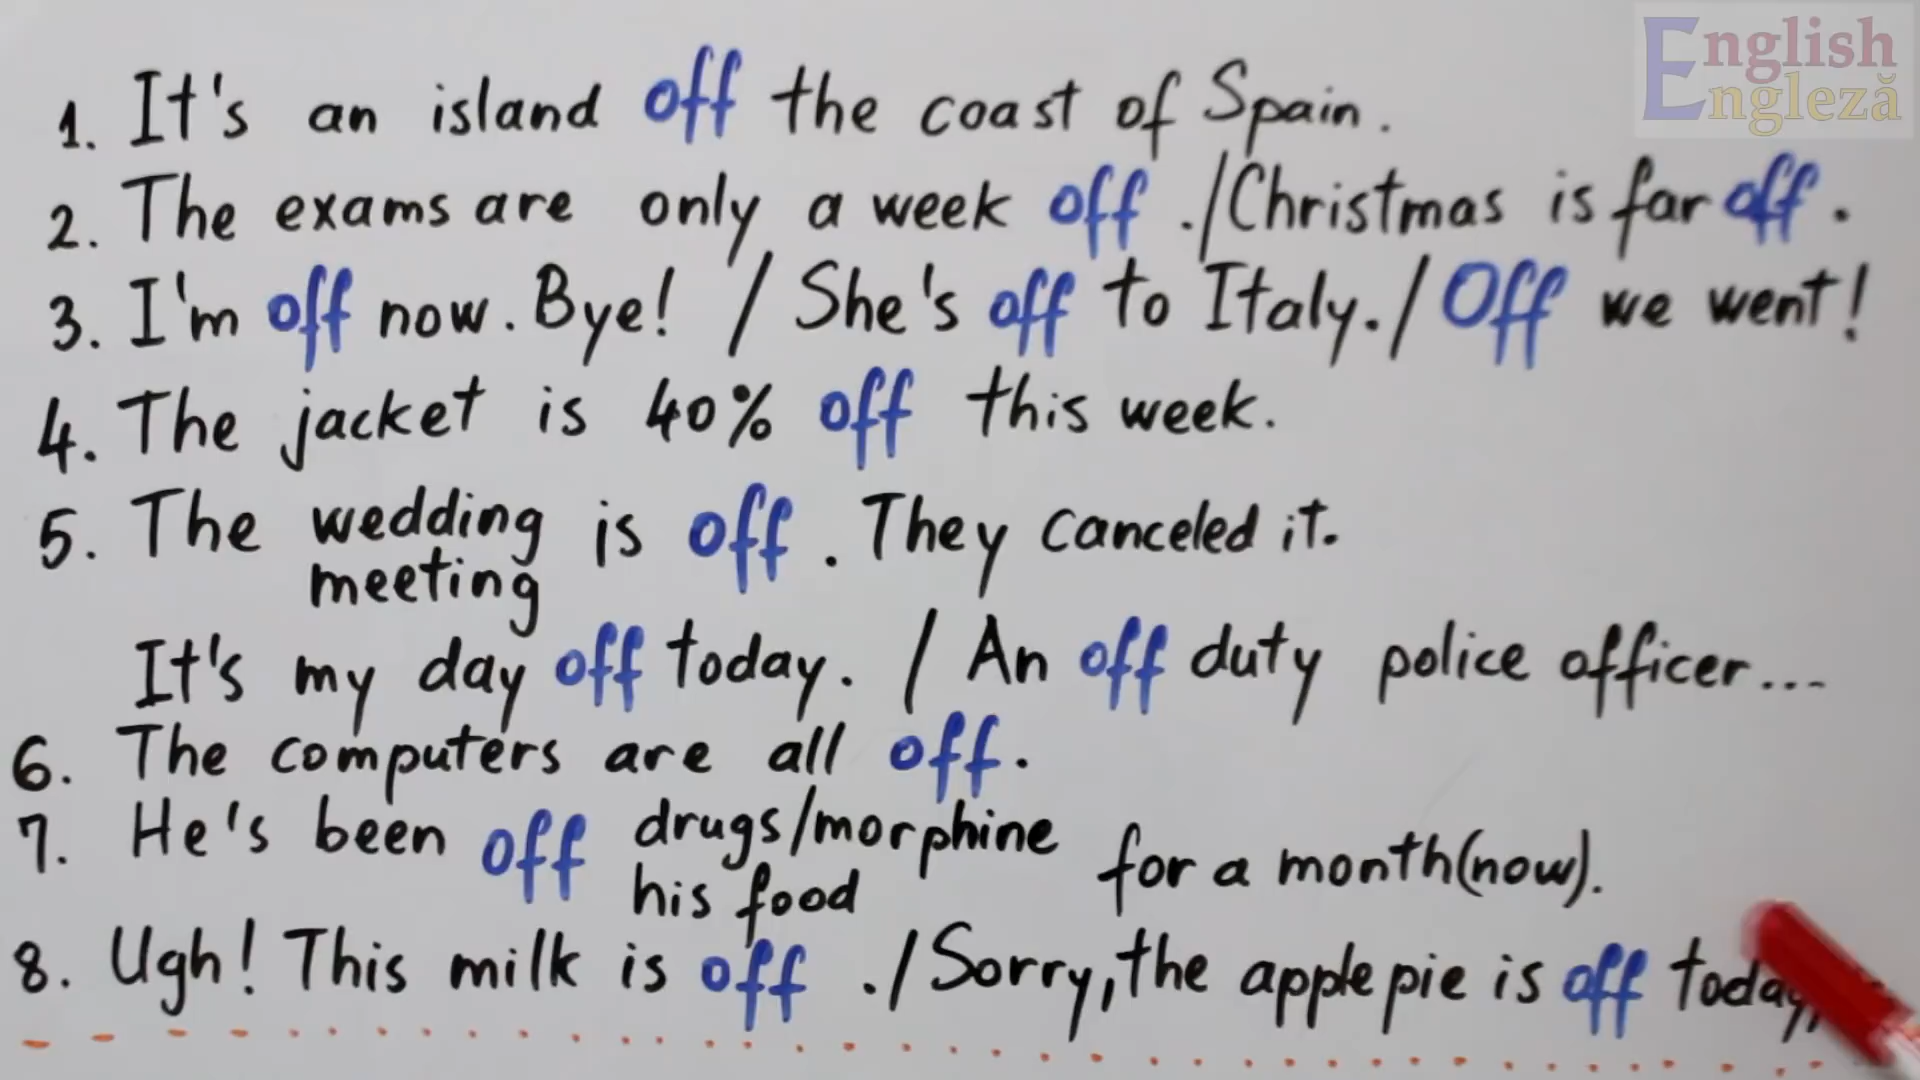 English
Engleză
1. It's an island off the coast of Spain.
2. The exams are only a week off ./Christmas is far off.
3. I'm off now. Bye! / She's off to Italy./ Off we went!
4. The jacket is 40% off this week.
5. The wedding is off. They canceled it.
meeting
It's my day off today. / An off duty police officer...
6. The computers are all off.
7. He's been off drugs/morphine for a month(now).
his food
8. Ugh! This milk is off ./Sorry, the apple pie is off today,